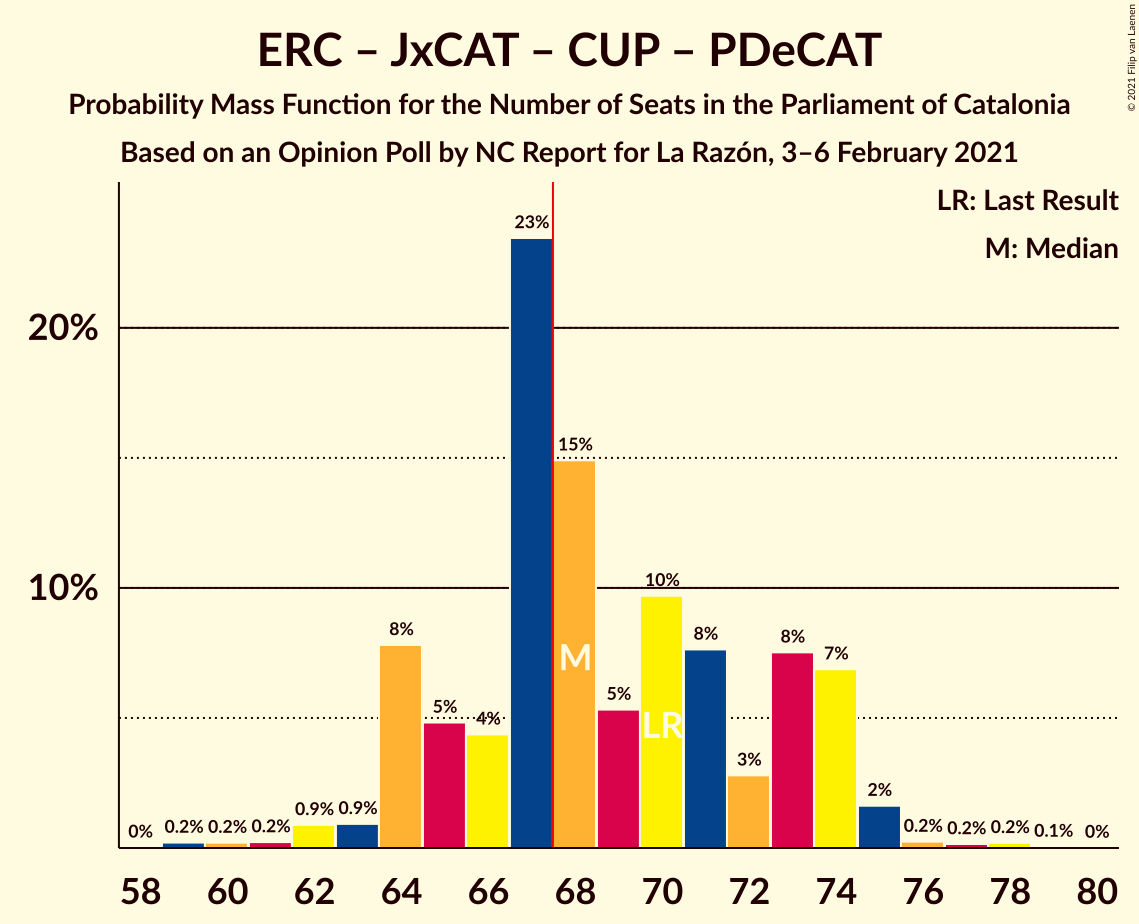 ERC – JxCAT – CUP – PDeCAT
Probability Mass Function for the Number of Seats in the Parliament of Catalonia
Based on an Opinion Poll by NC Report for La Razón, 3–6 February 2021
© 2021 Filip van Laenen
LR: Last Result
M: Median
20%
10%
0%
0.2%
0.2%
0.2%
0.9%
0.9%
8%
5%
4%
23%
15%
5%
10%
8%
3%
8%
7%
2%
0.2%
0.2%
0.2%
0.1%
0%
M
LR
58 60 62 64 66 68 70 72 74 76 78 80